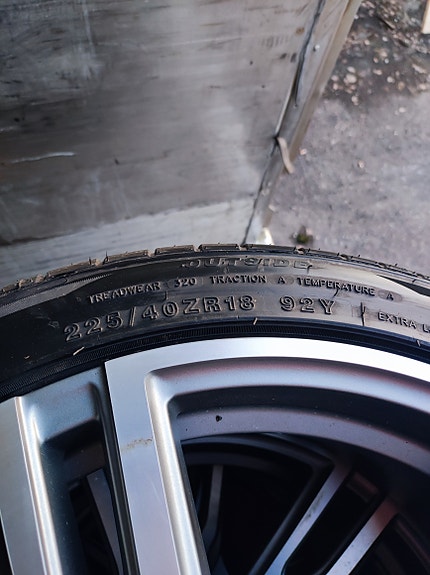 OUTSIDE
TREADWEAR 320 TRACTION A TEMPERATURE A
225/40ZR18 92Y EXTRA L